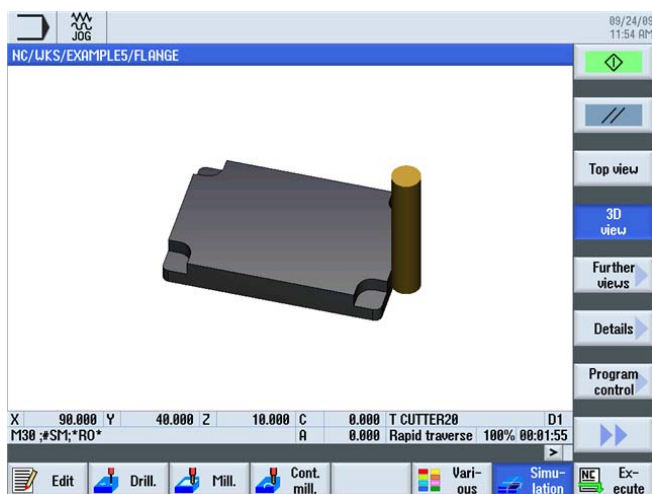 JOG
09/24/09
11:54 AM
NC/WKS/EXAMPLE5/FLANGE
Top view
3D
view
Further
views
Details
Program
control
X 90.000 Y 40.000 Z 10.000 C 0.000 T CUTTER20 D1
M30 ;#SM;*RO* A 0.000 Rapid traverse 100% 00:01:55
>
Edit
Drill.
Mill.
Cont.
mill.
Vari-
ous
Simu-
lation
NC
Ex-
ecute